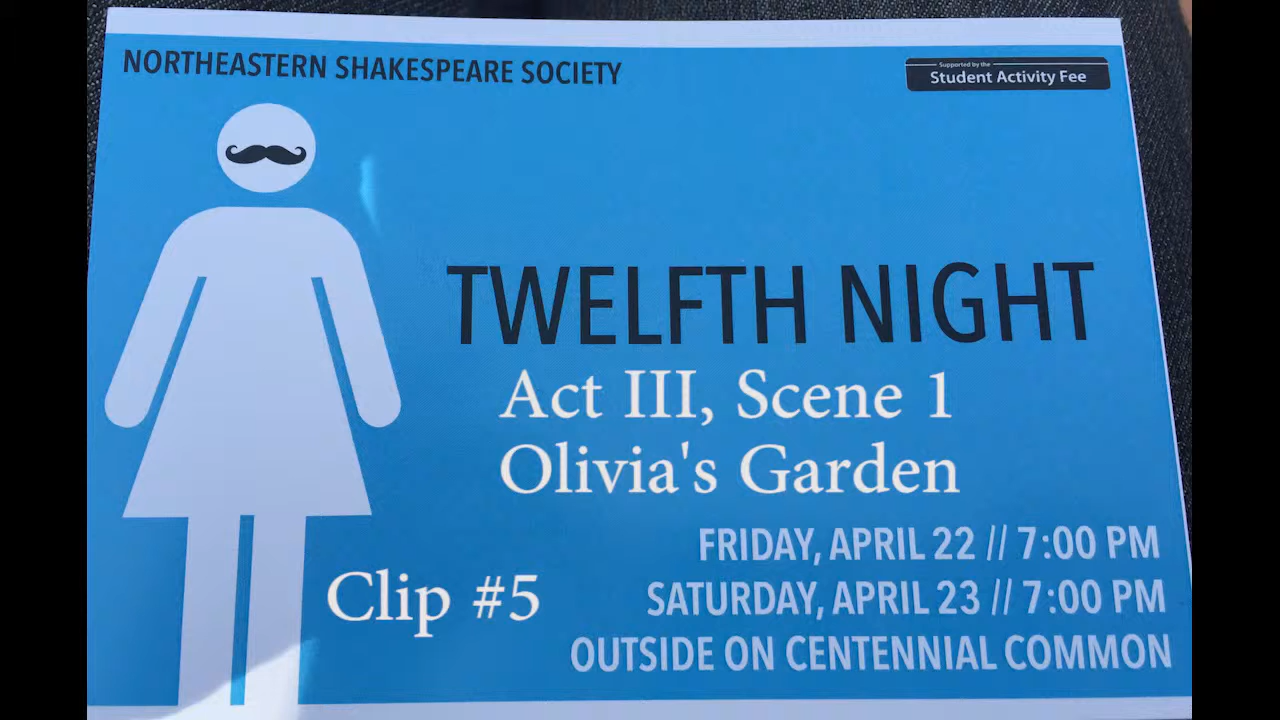 NORTHEASTERN SHAKESPEARE SOCIETY
Supported by the
Student Activity Fee
TWELFTH NIGHT
Act III, Scene 1
Olivia's Garden
Clip #5
FRIDAY, APRIL 22 // 7:00 PM
SATURDAY, APRIL 23 // 7:00 PM
OUTSIDE ON CENTENNIAL COMMON